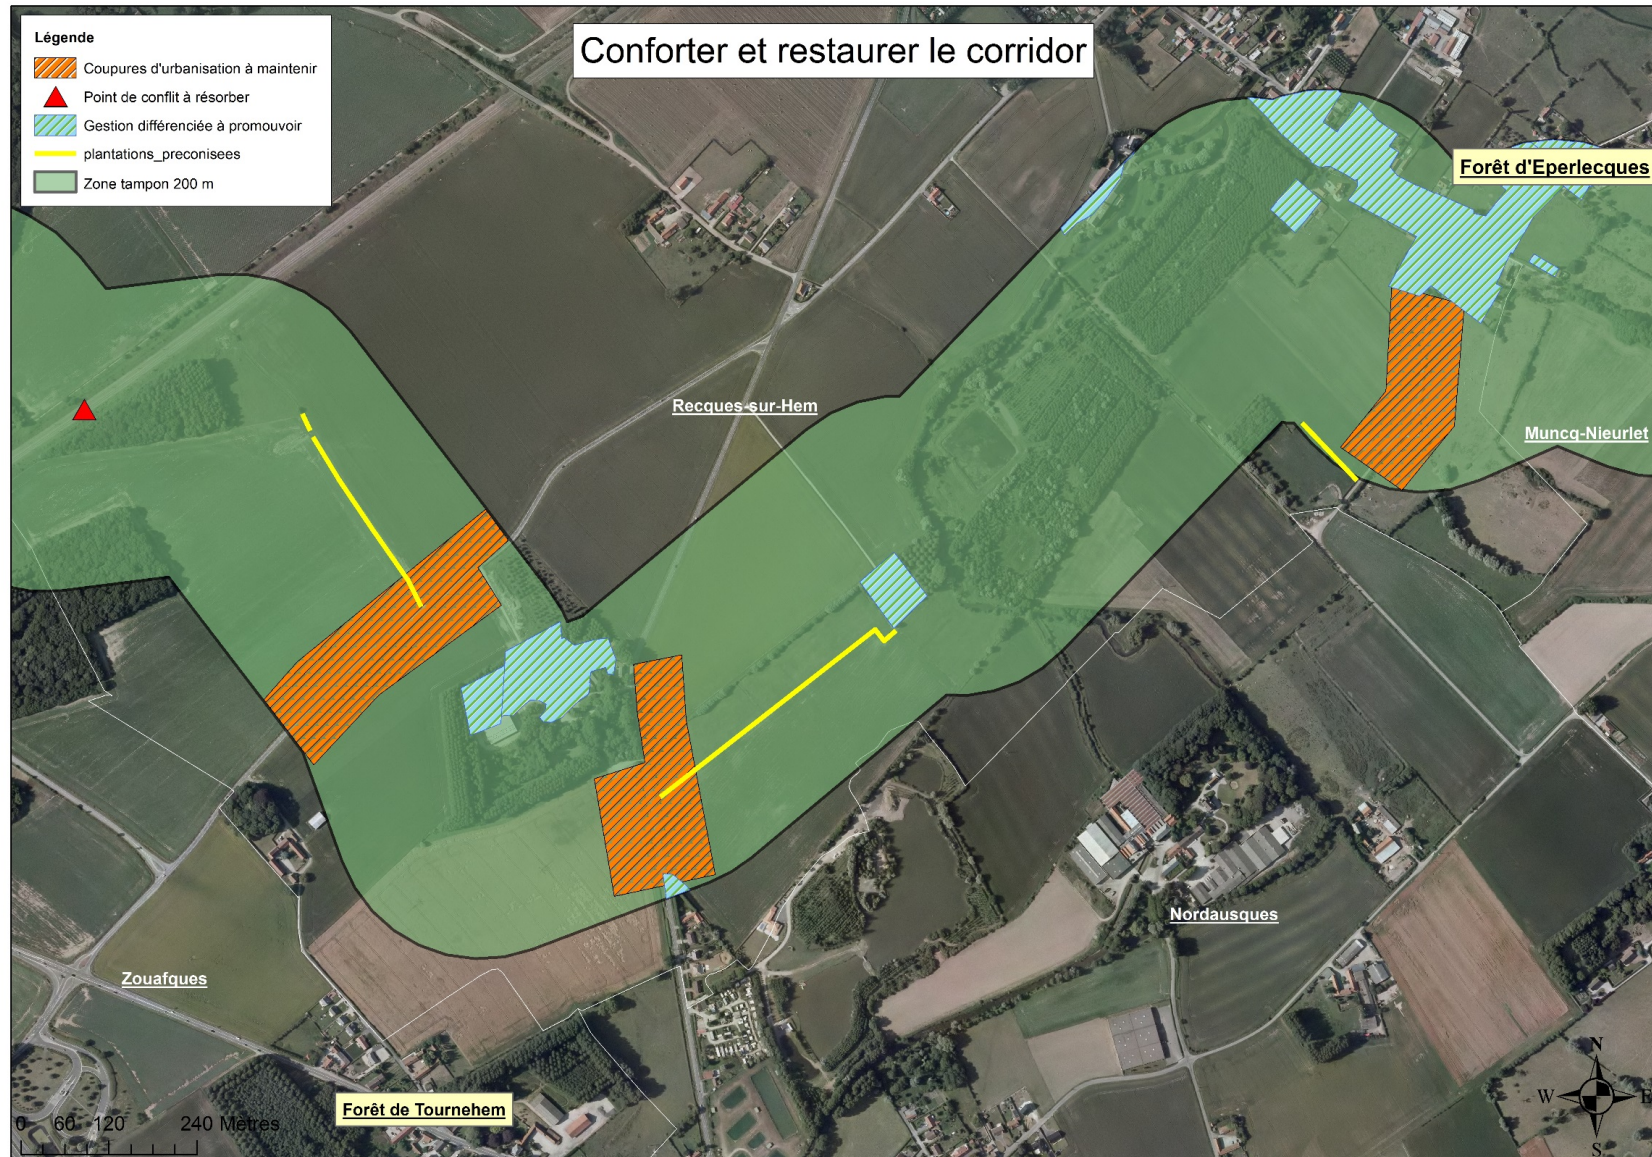 Conforter et restaurer le corridor
Légende
Coupures d'urbanisation à maintenir
Point de conflit à résorber
Gestion différenciée à promouvoir
plantations_preconisees
Zone tampon 200 m
Forêt d'Eperlecques
Recques-sur-Hem
Muncq-Nieurlet
Nordausques
Zouafques
Forêt de Tournehem
0 60 120 240 Mètres
N
W E
S